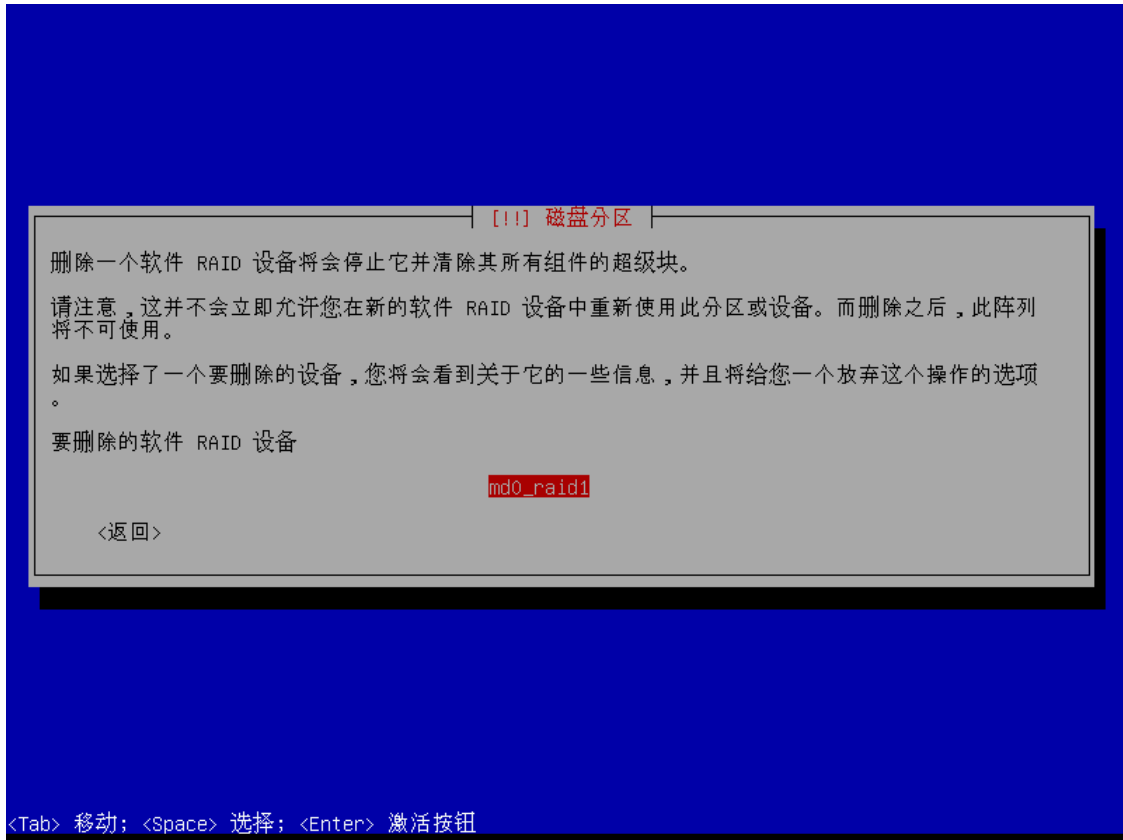 [!!] 磁盘分区
删除一个软件 RAID 设备将会停止它并清除其所有组件的超级块。
请注意，这并不会立即允许您在新的软件 RAID 设备中重新使用此分区或设备。而删除之后，此阵列
将不可使用。
如果选择了一个要删除的设备，您将会看到关于它的一些信息，并且将给您一个放弃这个操作的选项
。
要删除的软件 RAID 设备
md0_raid1
<返回>
<Tab> 移动; <Space> 选择; <Enter> 激活按钮